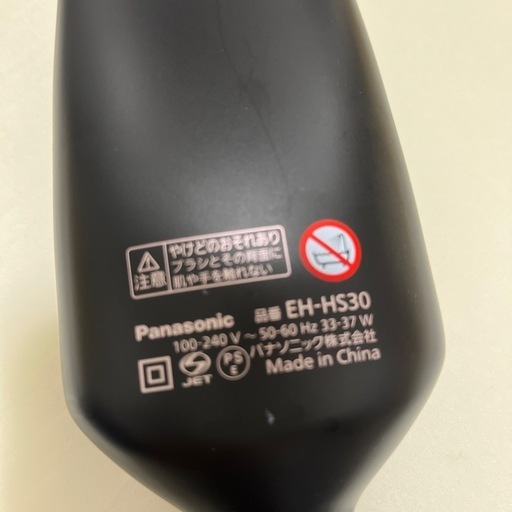 注意
やけどのおそれあり
ブラシとその背面に
肌や手を触れない
Panasonic 品番 EH-HS30
100-240 V ～ 50-60 Hz 33-37 W
パナソニック株式会社
S JET PS E
Made in China